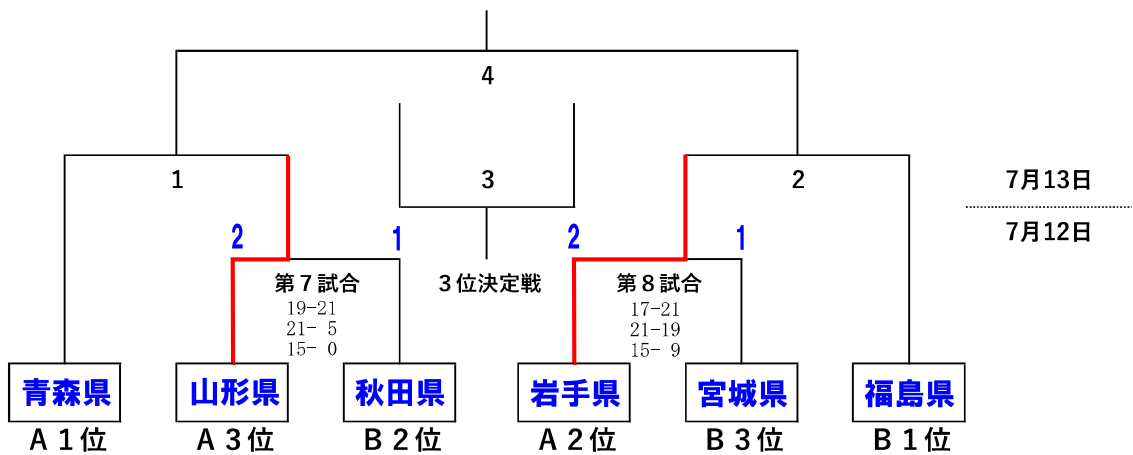 4
1
3
2
7月13日
7月12日
2
1
2
1
第7試合
3位決定戦
第8試合
19-21
21- 5
15- 0
17-21
21-19
15- 9
青森県
山形県
秋田県
岩手県
宮城県
福島県
A1位
A3位
B2位
A2位
B3位
B1位